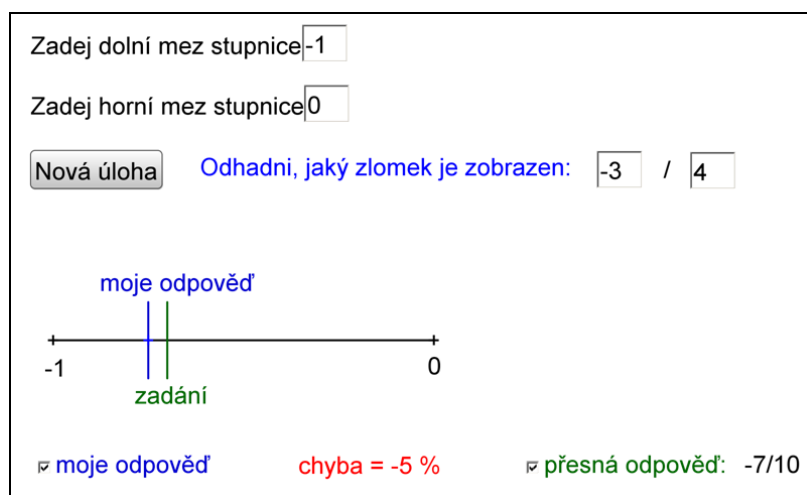 Zadej dolní mez stupnice -1
Zadej horní mez stupnice 0
Nová úloha Odhadni, jaký zlomek je zobrazen: -3 / 4
moje odpověď
-1 0
zadání
moje odpověď chyba = -5 % přesná odpověď: -7/10